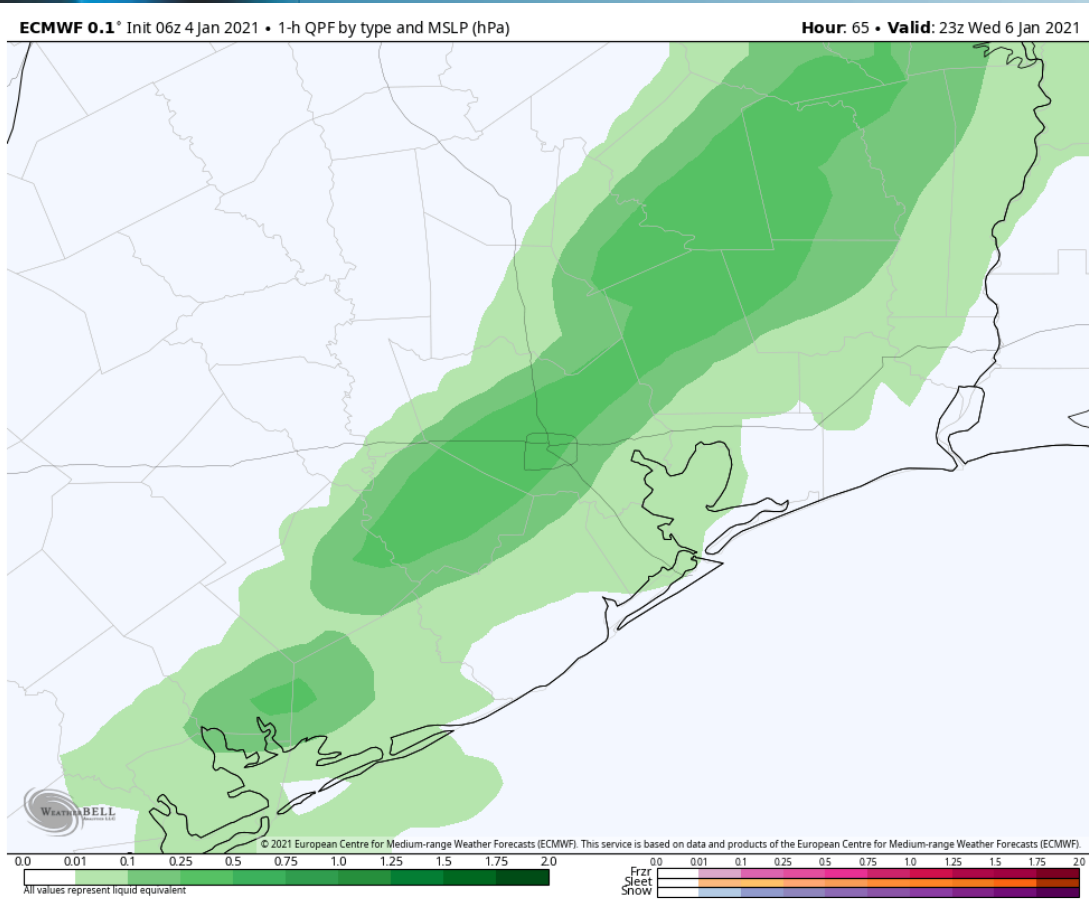 ECMWF 0.1° Init 06z 4 Jan 2021 • 1-h QPF by type and MSLP (hPa)
Hour: 65 • Valid: 23z Wed 6 Jan 2021
WEATHERBELL
© 2021 European Centre for Medium-range Weather Forecasts (ECMWF). This service is based on data and products of the European Centre for Medium-range Weather Forecasts (ECMWF).
0.0 0.01 0.1 0.25 0.5 0.75 1.0 1.25 1.5 1.75 2.0
All values represent liquid equivalent
0.0 0.01 0.1 0.25 0.5 0.75 1.0 1.25 1.5 1.75 2.0
Frzr
Sleet
Snow